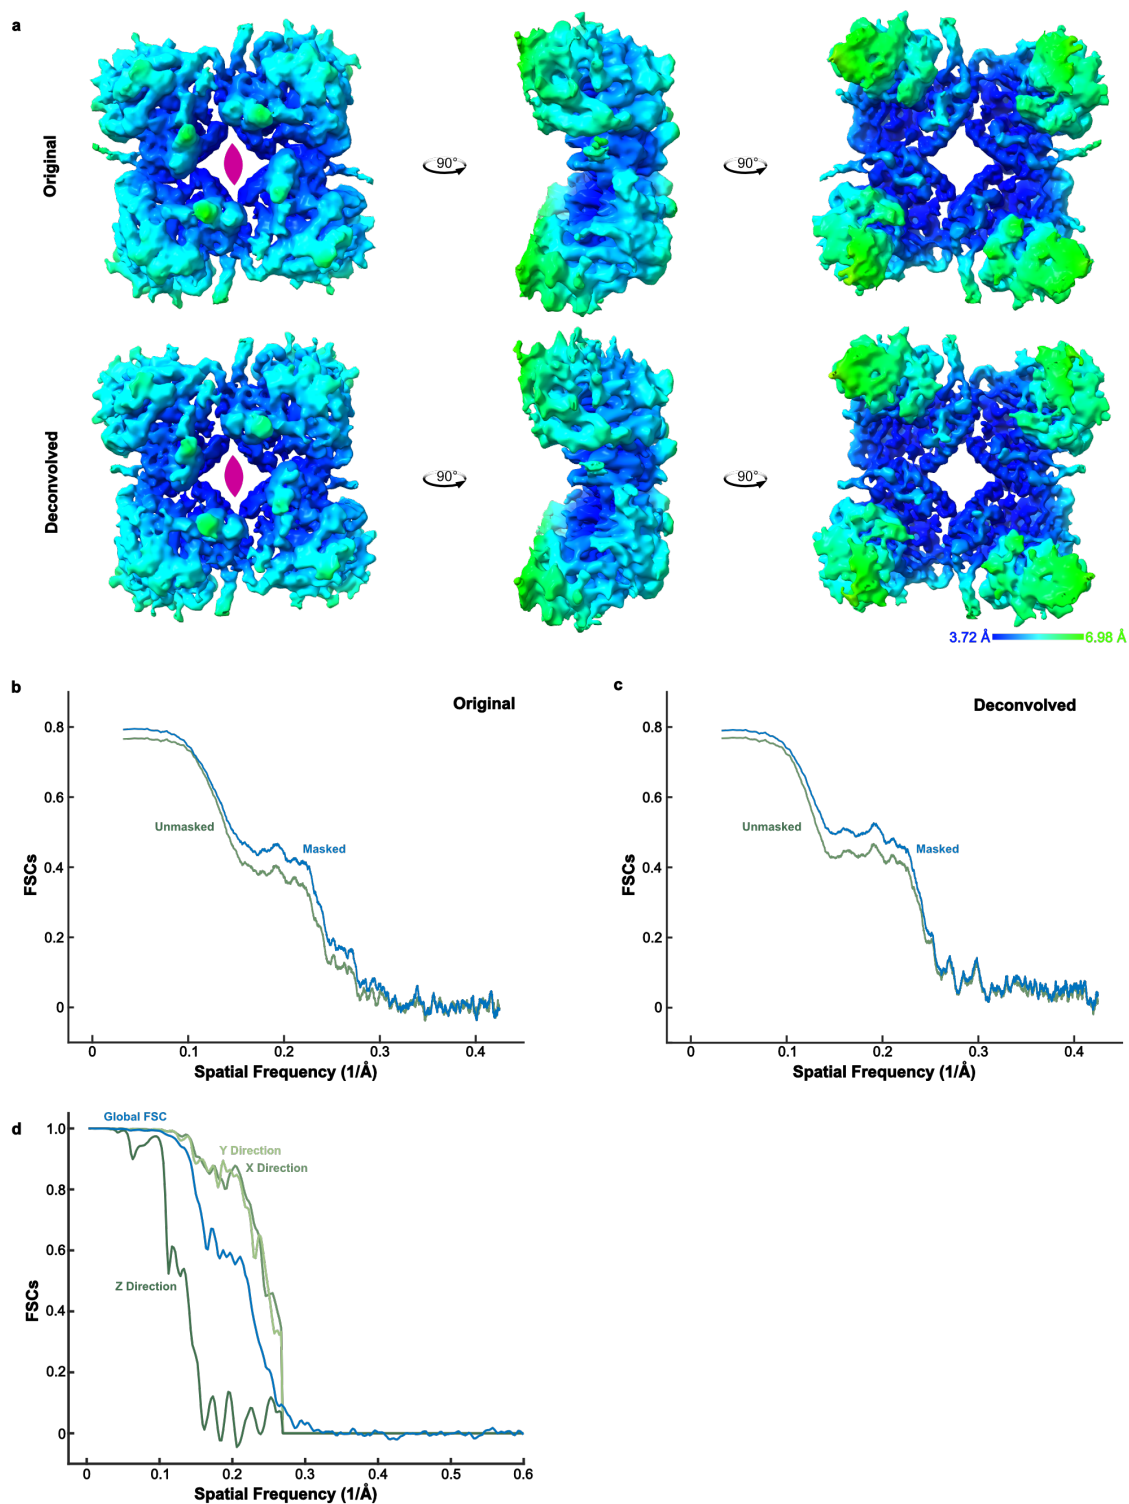 a
Original
90°
90°
Deconvolved
90°
90°
3.72 Å
6.98 Å
b
Original
0.8
0.6
0.4
0.2
0
FSCs
Unmasked
Masked
0
0.1
0.2
0.3
0.4
Spatial Frequency (1/Å)
c
Deconvolved
0.8
0.6
0.4
0.2
0
FSCs
Unmasked
Masked
0
0.1
0.2
0.3
0.4
Spatial Frequency (1/Å)
d
Global FSC
Y Direction
X Direction
Z Direction
1.0
0.8
0.6
0.4
0.2
0
FSCs
0
0.1
0.2
0.3
0.4
0.5
0.6
Spatial Frequency (1/Å)